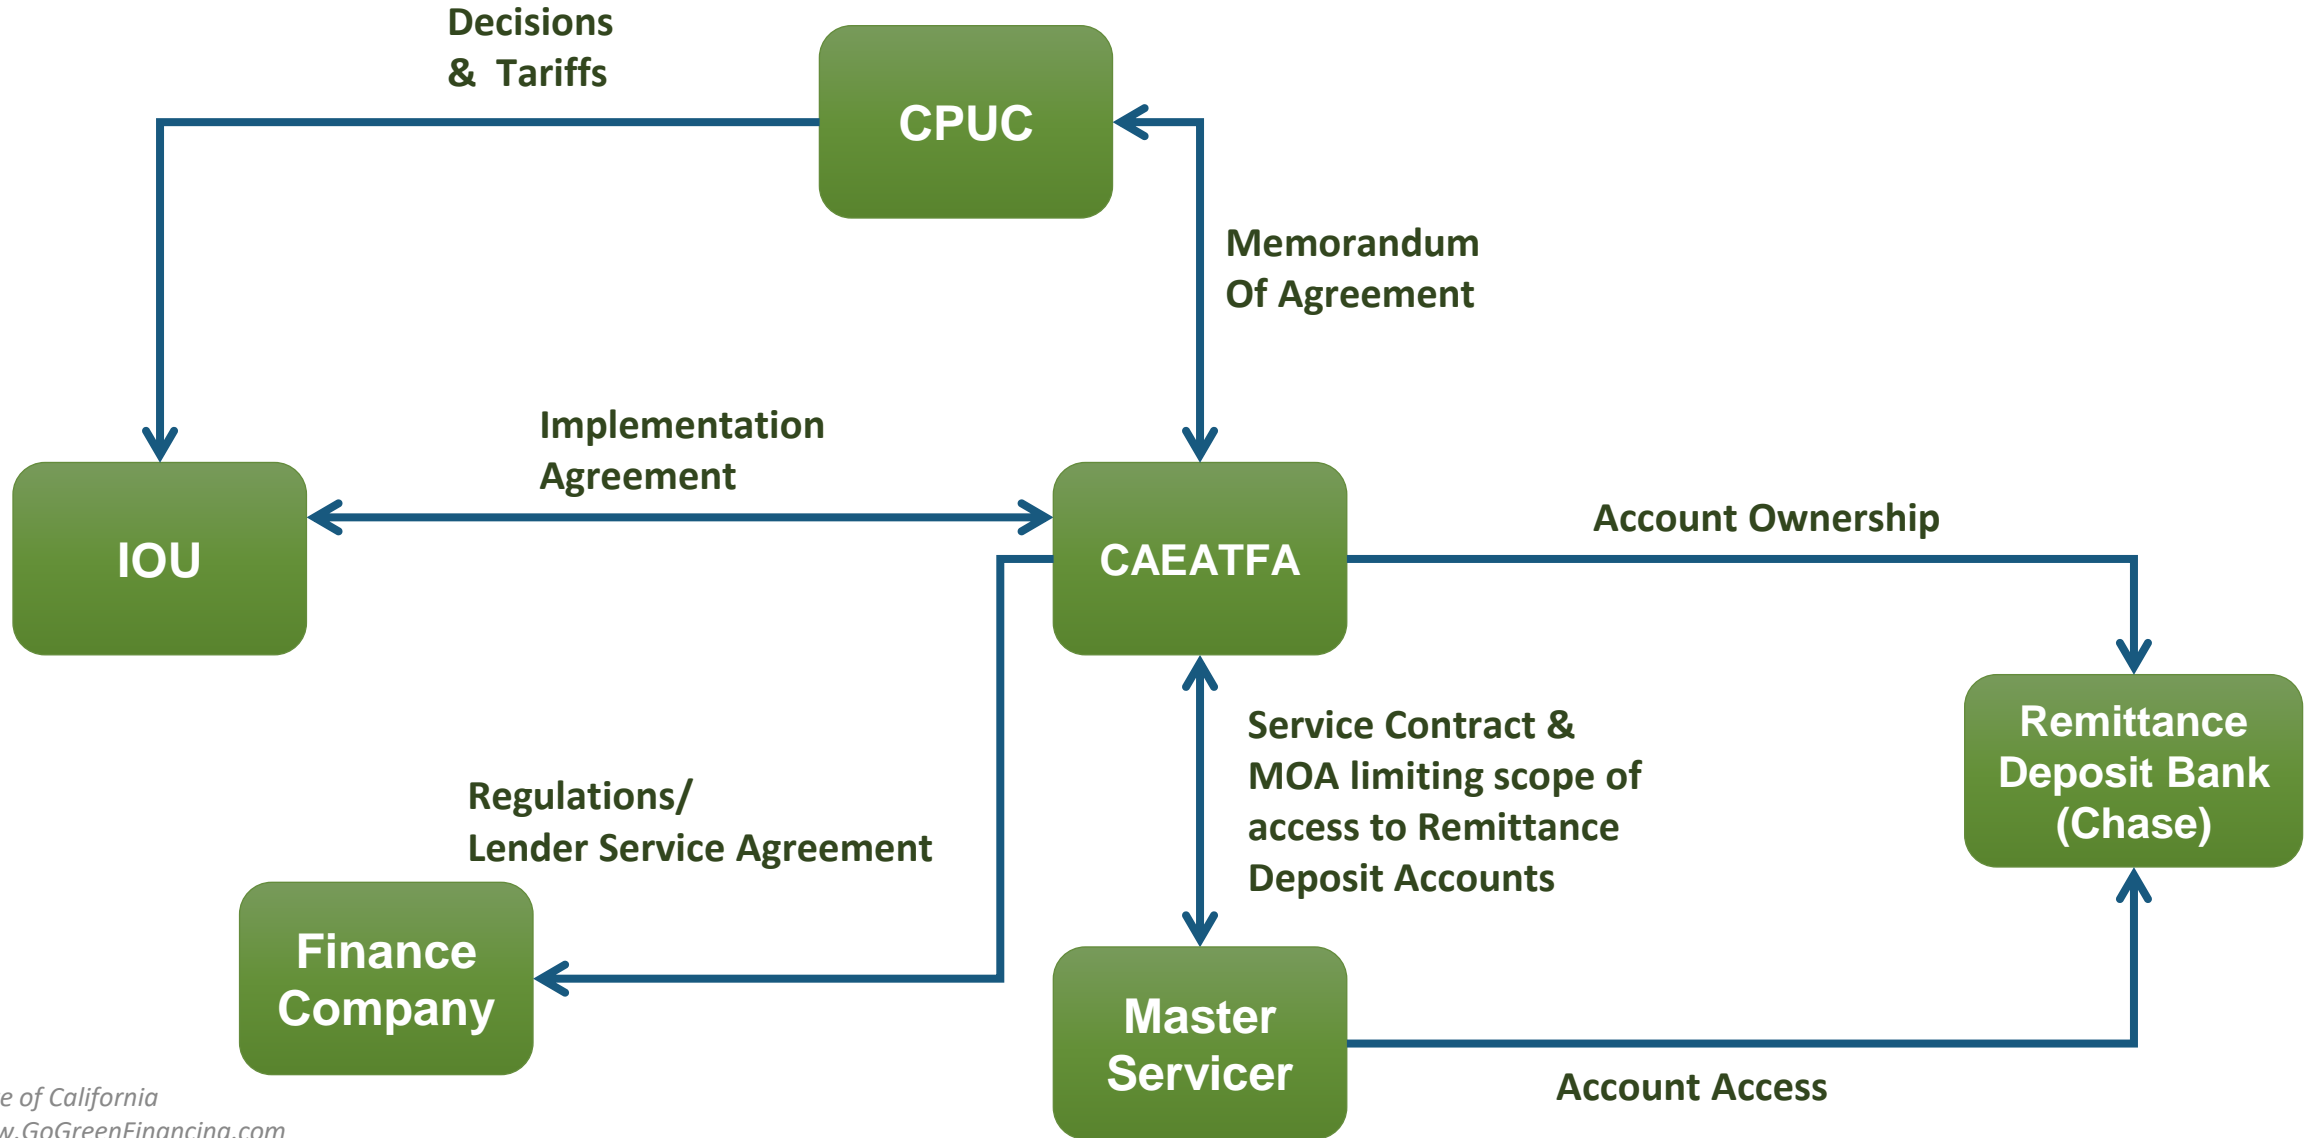 Decisions
& Tariffs
CPUC
Memorandum
Of Agreement
Implementation
Agreement
IOU
CAEATFA
Account Ownership
Remittance
Deposit Bank
(Chase)
Service Contract &
MOA limiting scope of
access to Remittance
Deposit Accounts
Regulations/
Lender Service Agreement
Finance
Company
Master
Servicer
Account Access
e of California
w.GoGreenFinancing.com